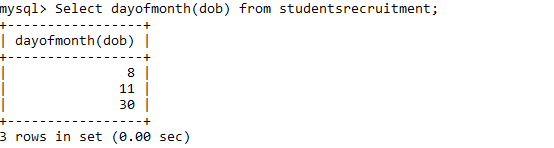 mysql> Select dayofmonth(dob) from studentsrecruitment;
+-----------------+
| dayofmonth(dob) |
+-----------------+
|               8 |
|              11 |
|              30 |
+-----------------+
3 rows in set (0.00 sec)